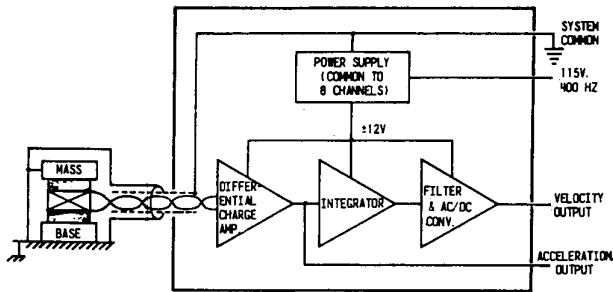 SYSTEM
COMMON
POWER SUPPLY
(COMMON TO
8 CHANNELS)
115V.
400 HZ
±12V
MASS
BASE
DIFFER-
ENTIAL
CHARGE
AMP.
INTEGRATOR
FILTER
& AC/DC
CONV.
VELOCITY
OUTPUT
ACCELERATION
OUTPUT